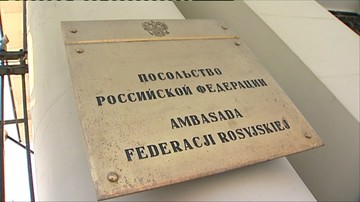 ПОСОЛЬСТВО
РОССИЙСКОЙ ФЕДЕРАЦИИ
AMBASADA
FEDERACJI ROSYJSKIEJ